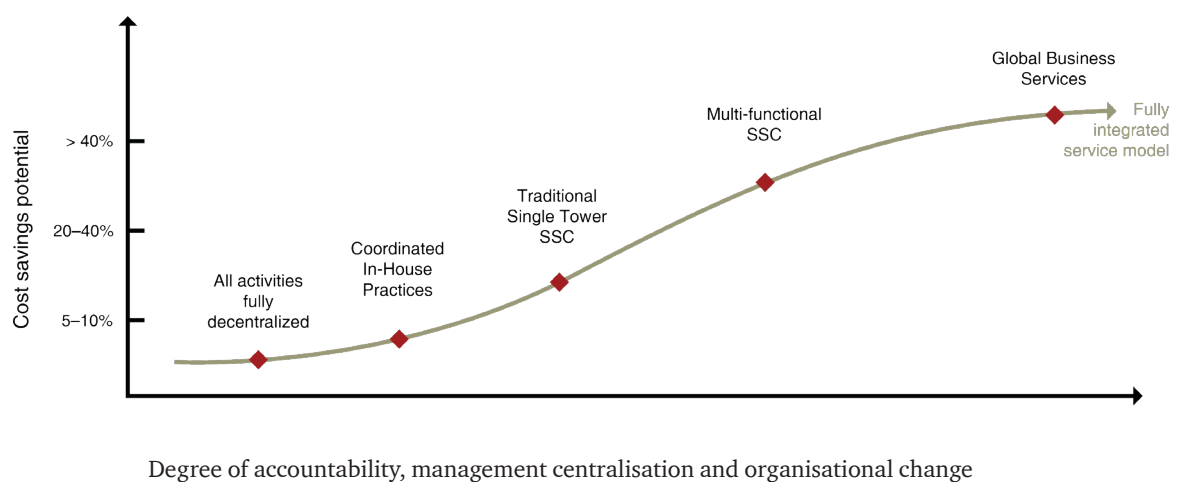 Global Business
Services
Fully
integrated
service model
Multi-functional
SSC
Traditional
Single Tower
SSC
Coordinated
In-House
Practices
All activities
fully
decentralized
Cost savings potential
> 40%
20–40%
5–10%
Degree of accountability, management centralisation and organisational change